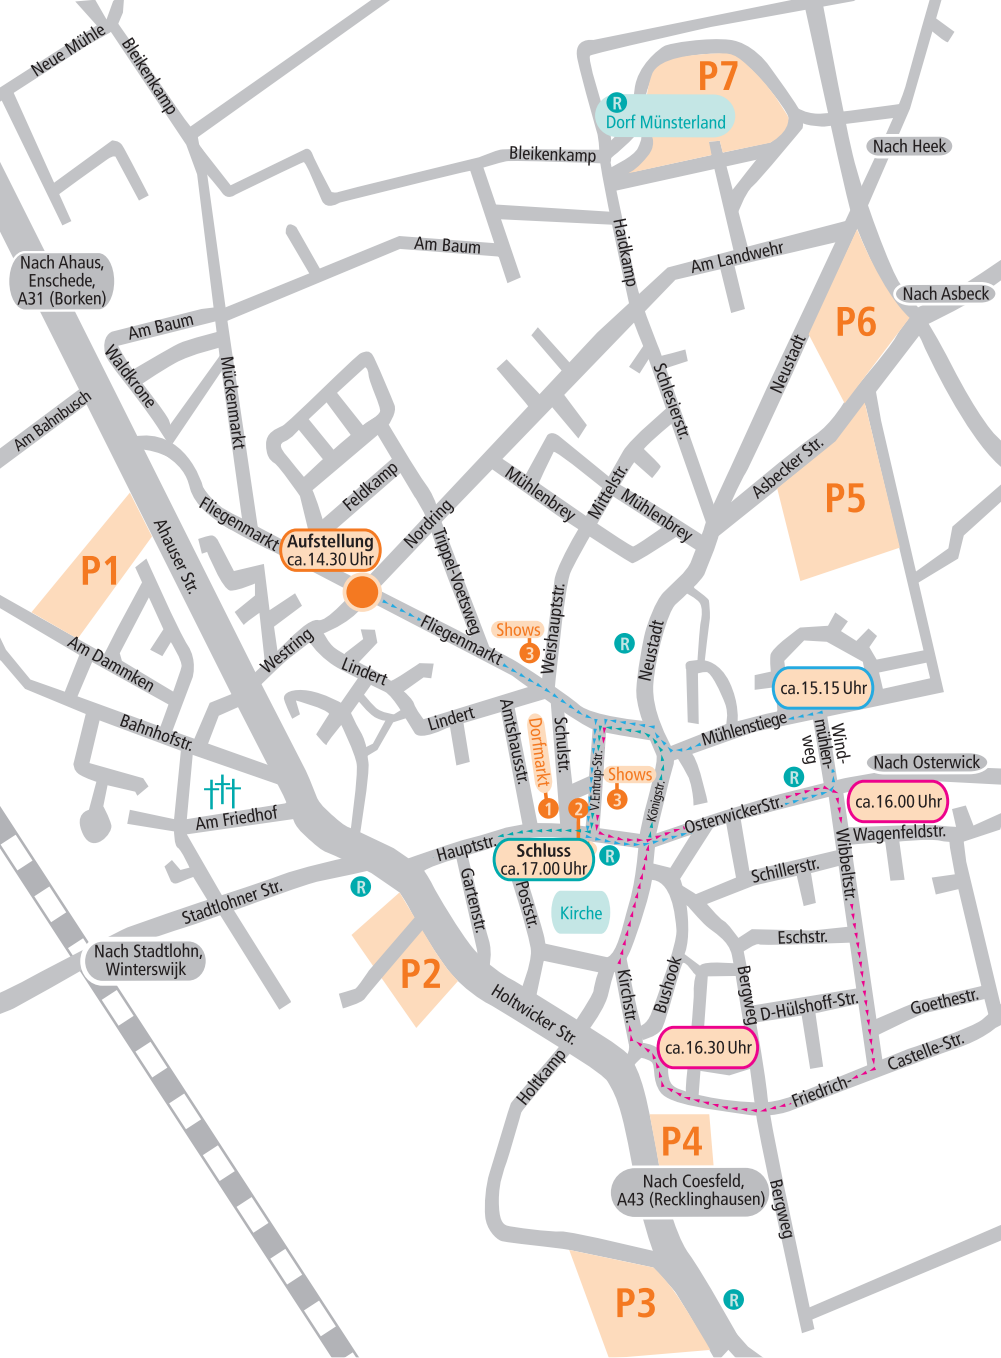 Neue Mühle
Bleikenkamp
P7
R
Dorf Münsterland
Nach Heek
Bleikenkamp
Am Baum
Haidkamp
Am Landwehr
Nach Ahaus,
Enschede,
A31 (Borken)
Nach Asbeck
P6
Am Baum
Waldkrone
Mückenmarkt
Neustadt
Schlesierstr.
Am Bahnbusch
Asbecker Str.
P5
Feldkamp
Mühlenbrey
Mittelstr.
Mühlenbrey
Nordring
Fliegenmarkt
Aufstellung
ca.14.30 Uhr
Trippel-Voetsweg
P1
Ahauser Str.
Fliegenmarkt
Shows
3
Weishauptstr.
R
Neustadt
Westring
Lindert
Am Dammken
ca.15.15 Uhr
Bahnhofstr.
Lindert
Amtshausstr.
Dorfmarkt
Schulstr.
Mühlenstiege
Wind-
mühlen-
weg
V.Entrup-Str.
Shows
3
Königstr.
R
Nach Osterwick
1
2
ca.16.00 Uhr
Am Friedhof
OsterwickerStr.
Wagenfeldstr.
Hauptstr.
Schluss
ca.17.00 Uhr
R
Wibbeltstr.
Schillerstr.
R
Stadtlohner Str.
Gartenstr.
Poststr.
Kirche
Eschstr.
Nach Stadtlohn,
Winterswijk
P2
Kirchstr.
Bushook
Bergweg
D-Hülshoff-Str.
Goethestr.
Holtwicker Str.
ca.16.30 Uhr
Castelle-Str.
Friedrich-
Holtkamp
P4
Nach Coesfeld,
A43 (Recklinghausen)
Bergweg
P3
R